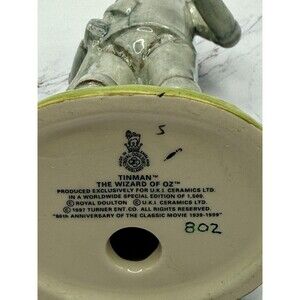 5
TINMAN™
THE WIZARD OF OZ™
PRODUCED EXCLUSIVELY FOR U.K.I. CERAMICS LTD.
IN A WORLDWIDE SPECIAL EDITION OF 1,500.
© ROYAL DOULTON © U.K.I. CERAMICS LTD.
© 1997 TURNER ENT. CO. ALL RIGHTS RESERVED.
"60th ANNIVERSARY OF THE CLASSIC MOVIE 1939-1999"
802